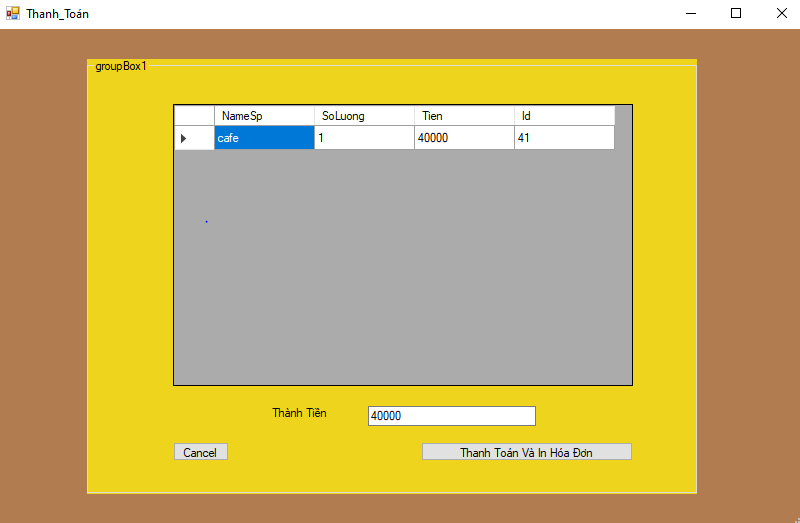 Thanh_Toán
groupBox1
NameSp SoLuong Tien Id
cafe 1 40000 41
Thành Tiền 40000
Cancel Thanh Toán Và In Hóa Đơn